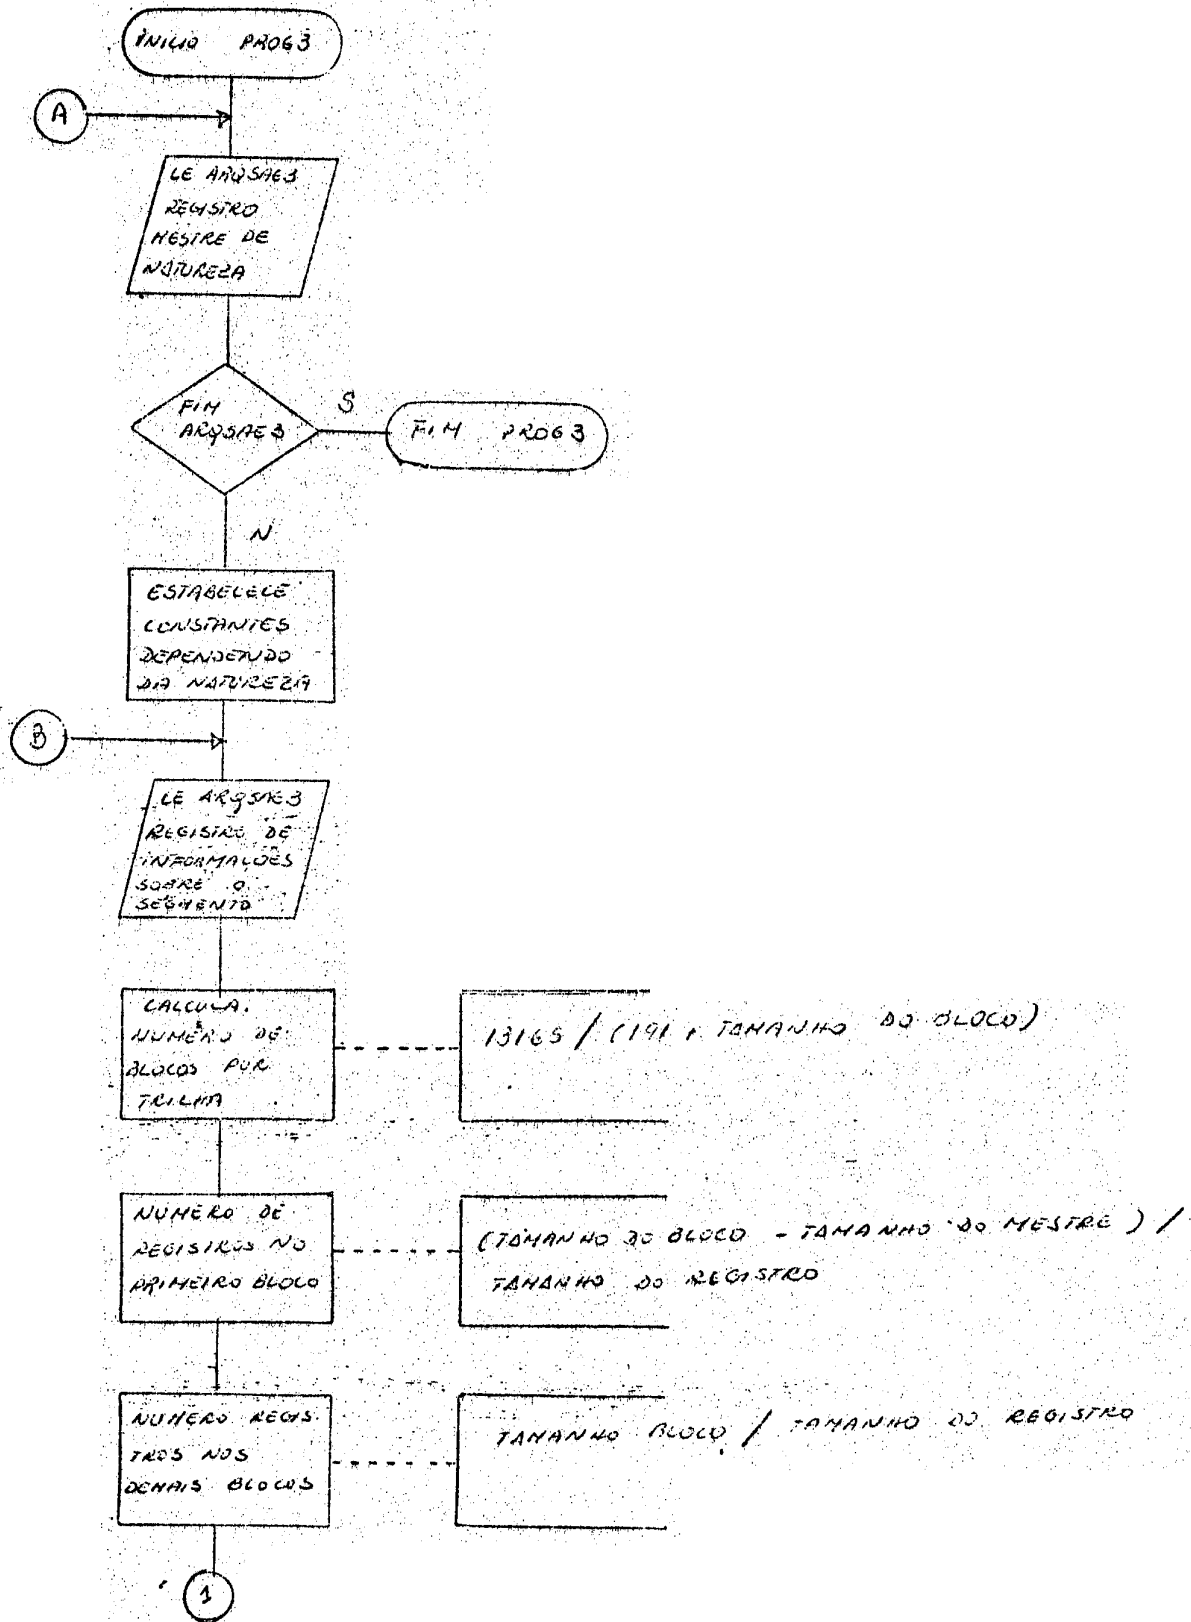 INICIO PROG3
A
LE ARQSAE3
REGISTRO
MESTRE DE
NATUREZA
FIM
ARQSAE3
S
FIM PROG3
N
ESTABELECE
CONSTANTES
DEPENDENDO
DA NATUREZA
B
LE ARQSAE3
REGISTRO DE
INFORMAÇÕES
SOBRE O
SEGMENTO
CALCULA
NUMERO DE
BLOCOS POR
TRILHA
13165 / (191 + TAMANHO DO BLOCO)
NUMERO DE
REGISTROS NO
PRIMEIRO BLOCO
(TAMANHO DO BLOCO - TAMANHO DO MESTRE) /
TAMANHO DO REGISTRO
NUMERO REGIS
TROS NOS
DEMAIS BLOCOS
TAMANHO BLOCO / TAMANHO DO REGISTRO
1